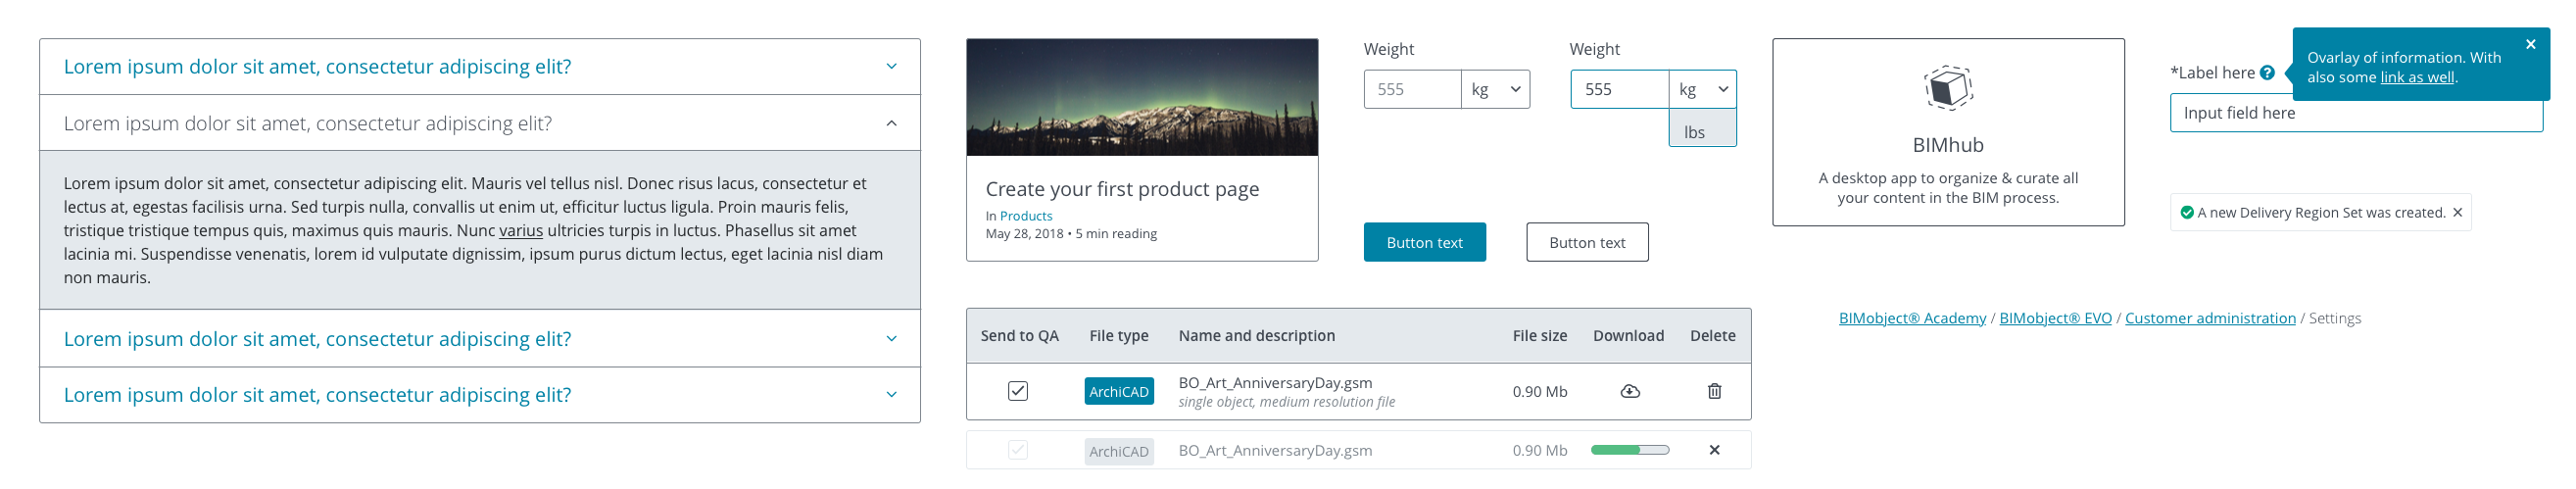 Lorem ipsum dolor sit amet, consectetur adipiscing elit?
Lorem ipsum dolor sit amet, consectetur adipiscing elit?
Lorem ipsum dolor sit amet, consectetur adipiscing elit. Mauris vel tellus nisl. Donec risus lacus, consectetur et
lectus at, egestas facilisis urna. Sed turpis nulla, convallis ut enim ut, efficitur luctus ligula. Proin mauris felis,
tristique tristique tempus quis, maximus quis mauris. Nunc varius ultricies turpis in luctus. Phasellus sit amet
lacinia mi. Suspendisse venenatis, lorem id vulputate dignissim, ipsum purus dictum lectus, eget lacinia nisl diam
non mauris.
Lorem ipsum dolor sit amet, consectetur adipiscing elit?
Lorem ipsum dolor sit amet, consectetur adipiscing elit?
Create your first product page
In Products
May 28, 2018 • 5 min reading
Weight
555 kg
Weight
555 kg
lbs
Button text
Button text
BIMhub
A desktop app to organize & curate all
your content in the BIM process.
*Label here ?
Ovarlay of information. With
also some link as well.
Input field here
A new Delivery Region Set was created.
BIMobject® Academy / BIMobject® EVO / Customer administration / Settings
Send to QA File type Name and description File size Download Delete
ArchiCAD BO_Art_AnniversaryDay.gsm 0.90 Mb
single object, medium resolution file
ArchiCAD BO_Art_AnniversaryDay.gsm 0.90 Mb